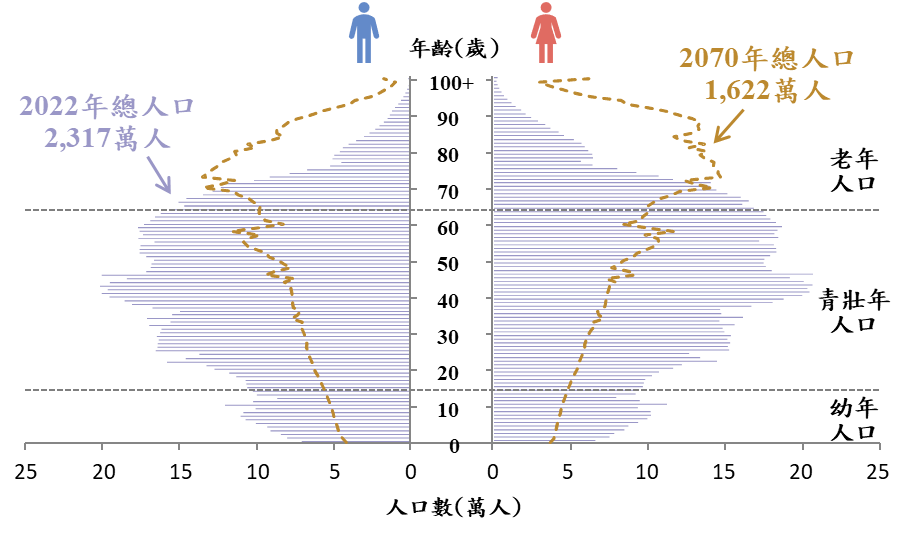 年齡(歲)
2022年總人口
2,317萬人
2070年總人口
1,622萬人
100+
90
80
70
60
50
40
30
20
10
0
老年
人口
青壯年
人口
幼年
人口
25 20 15 10 5 0 0 5 10 15 20 25
人口數(萬人)